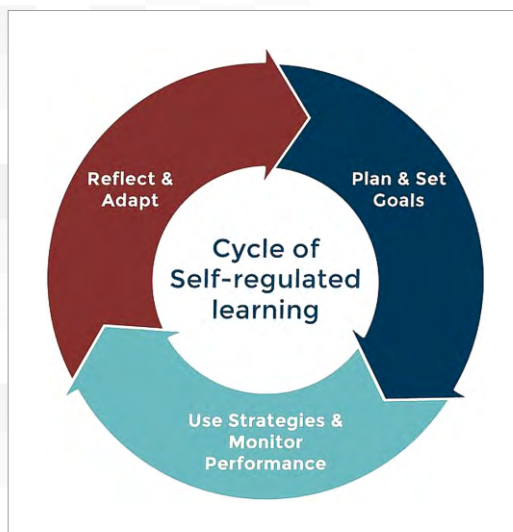 Cycle of
Self-regulated
learning
Plan & Set
Goals
Use Strategies &
Monitor
Performance
Reflect &
Adapt